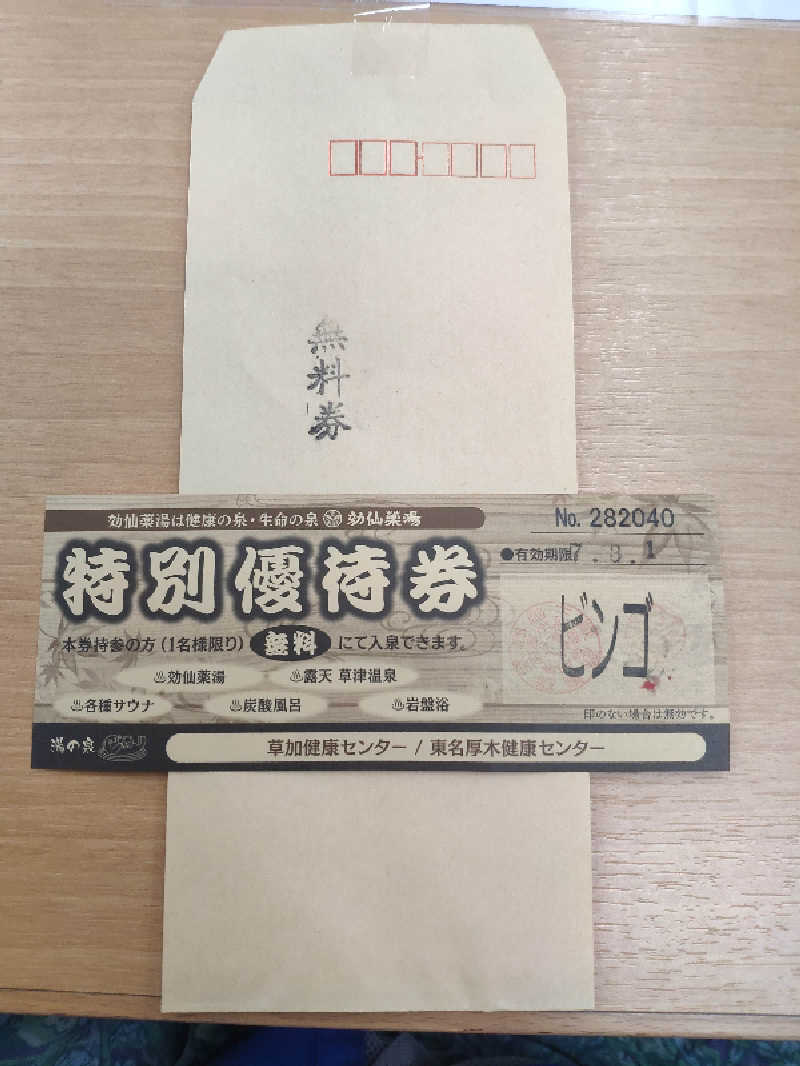 無料券
効仙薬湯は健康の泉・生命の泉 効仙薬湯
No. 282040
特別優待券
●有効期限 7. .1
ビンゴ
本券持参の方(1名様限り) 無料 にて入泉できます。
♨効仙薬湯 ♨露天 草津温泉
♨各種サウナ ♨炭酸風呂 ♨岩盤浴
印のない場合は無効です。
湯の泉
草加健康センター / 東名厚木健康センター